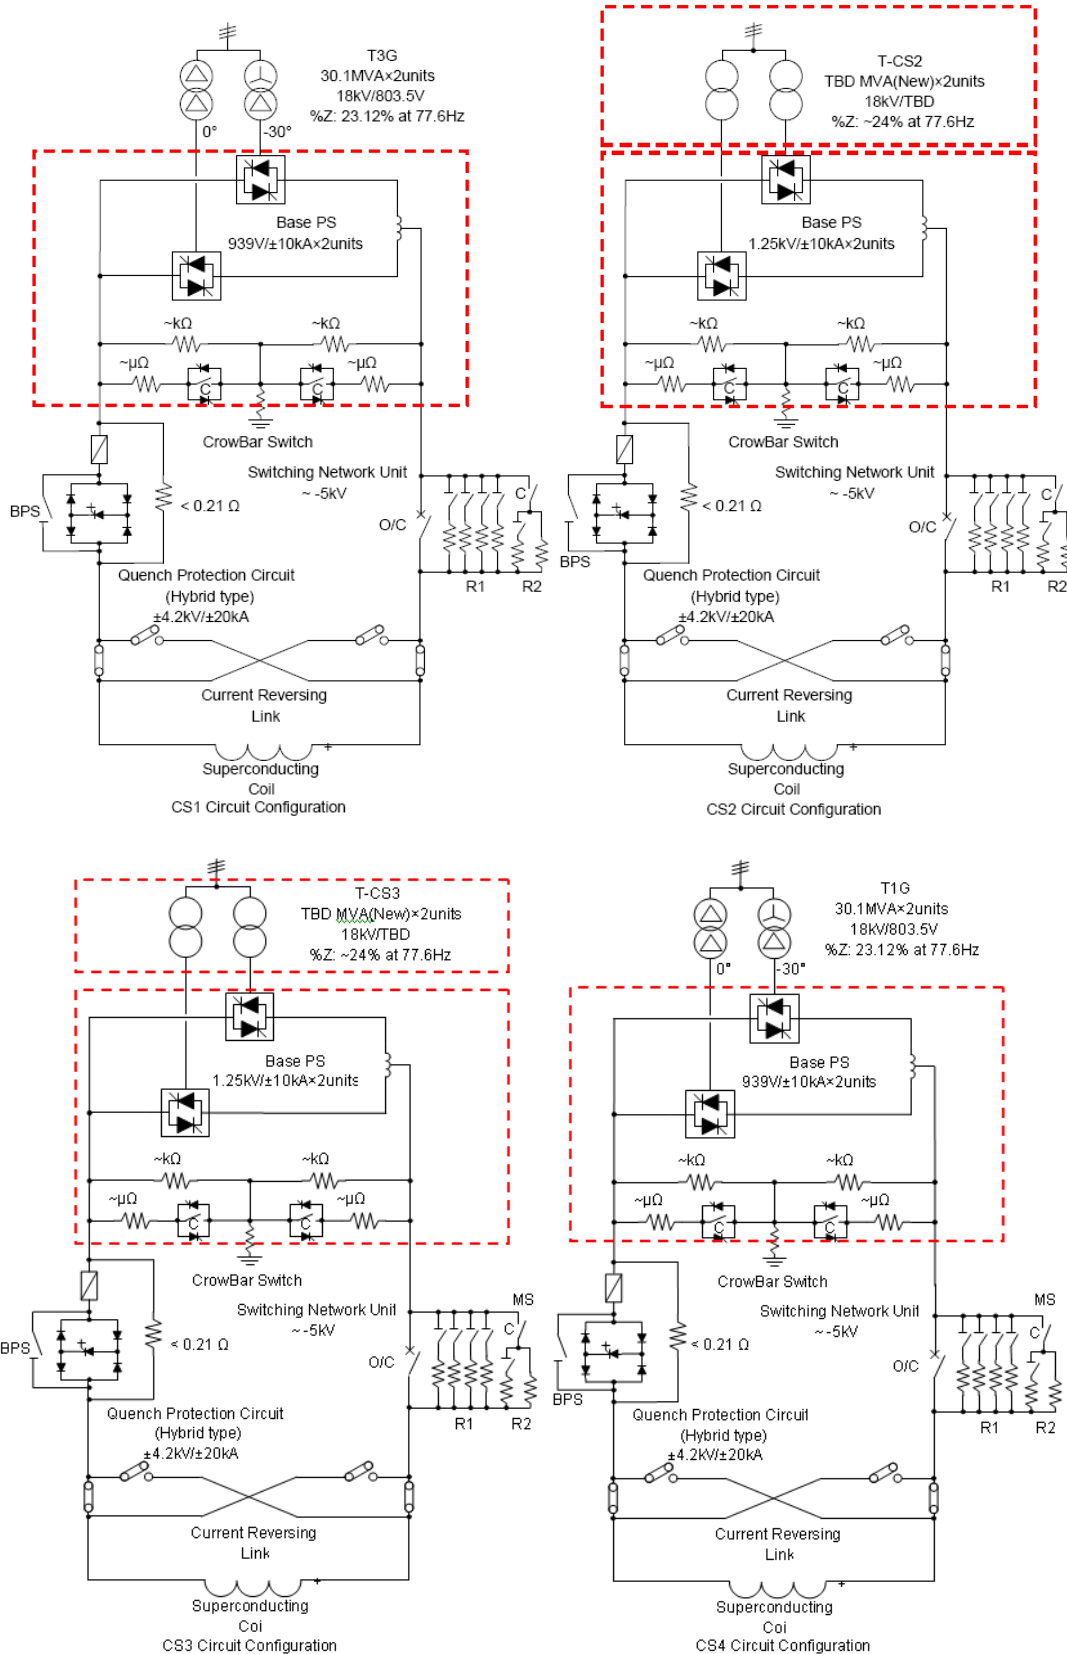 T3G
30.1MVA×2units
18kV/803.5V
%Z: 23.12% at 77.6Hz
0°
-30°
Base PS
939V/±10kA×2units
~kΩ
~kΩ
~μΩ
~μΩ
C
C
CrowBar Switch
Switching Network Unit
~ -5kV
BPS
+
< 0.21 Ω
O/C
C
R1
R2
Quench Protection Circuit
(Hybrid type)
±4.2kV/±20kA
Current Reversing
Link
+
Superconducting
Coil
CS1 Circuit Configuration
T-CS2
TBD MVA(New)×2units
18kV/TBD
%Z: ~24% at 77.6Hz
Base PS
1.25kV/±10kA×2units
~kΩ
~kΩ
~μΩ
~μΩ
C
C
CrowBar Switch
Switching Network Unit
~ -5kV
BPS
+
< 0.21 Ω
O/C
C
R1
R2
Quench Protection Circuit
(Hybrid type)
±4.2kV/±20kA
Current Reversing
Link
+
Superconducting
Coil
CS2 Circuit Configuration
T-CS3
TBD MVA(New)×2units
18kV/TBD
%Z: ~24% at 77.6Hz
Base PS
1.25kV/±10kA×2units
~kΩ
~kΩ
~μΩ
~μΩ
C
C
CrowBar Switch
Switching Network Unit
~ -5kV
MS
BPS
+
< 0.21 Ω
O/C
C
R1
R2
Quench Protection Circuit
(Hybrid type)
±4.2kV/±20kA
Current Reversing
Link
+
Superconducting
Coi
CS3 Circuit Configuration
T1G
30.1MVA×2units
18kV/803.5V
%Z: 23.12% at 77.6Hz
0°
-30°
Base PS
939V/±10kA×2units
~kΩ
~kΩ
~μΩ
~μΩ
C
C
CrowBar Switch
Switching Network Unit
~ -5kV
MS
BPS
+
< 0.21 Ω
O/C
C
R1
R2
Quench Protection Circuit
(Hybrid type)
±4.2kV/±20kA
Current Reversing
Link
+
Superconducting
Coi
CS4 Circuit Configuration